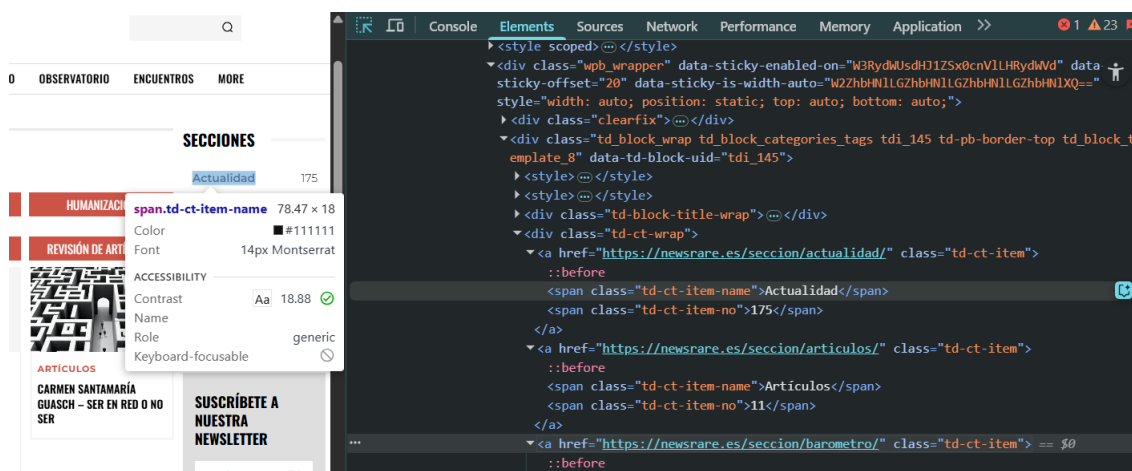 OBSERVATORIO ENCUENTROS MORE
SECCIONES
Actualidad 175
HUMANIZACI
REVISIÓN DE ARTÍ
span.td-ct-item-name 78.47 × 18
Color #111111
Font 14px Montserrat
ACCESSIBILITY
Contrast Aa 18.88
Name
Role generic
Keyboard-focusable
ARTÍCULOS
CARMEN SANTAMARÍA
GUASCH – SER EN RED O NO
SER
SUSCRÍBETE A
NUESTRA
NEWSLETTER
Console Elements Sources Network Performance Memory Application 1 23
<style scoped></style>
<div class="wpb_wrapper" data-sticky-enabled-on="W3RydWUsdHJ1ZSx0cnVlLHRydWVd" data-
sticky-offset="20" data-sticky-is-width-auto="W2ZhbHNlLGZhbHNlLGZhbHNlLGZhbHNlXQ=="
style="width: auto; position: static; top: auto; bottom: auto;">
<div class="clearfix"></div>
<div class="td_block_wrap td_block_categories_tags tdi_145 td-pb-border-top td_block_t
emplate_8" data-td-block-uid="tdi_145">
<style></style>
<style></style>
<div class="td-block-title-wrap"></div>
<div class="td-ct-wrap">
<a href="https://newsrare.es/seccion/actualidad/" class="td-ct-item">
::before
<span class="td-ct-item-name">Actualidad</span>
<span class="td-ct-item-no">175</span>
</a>
<a href="https://newsrare.es/seccion/articulos/" class="td-ct-item">
::before
<span class="td-ct-item-name">Artículos</span>
<span class="td-ct-item-no">11</span>
</a>
<a href="https://newsrare.es/seccion/barometro/" class="td-ct-item"> == $0
::before